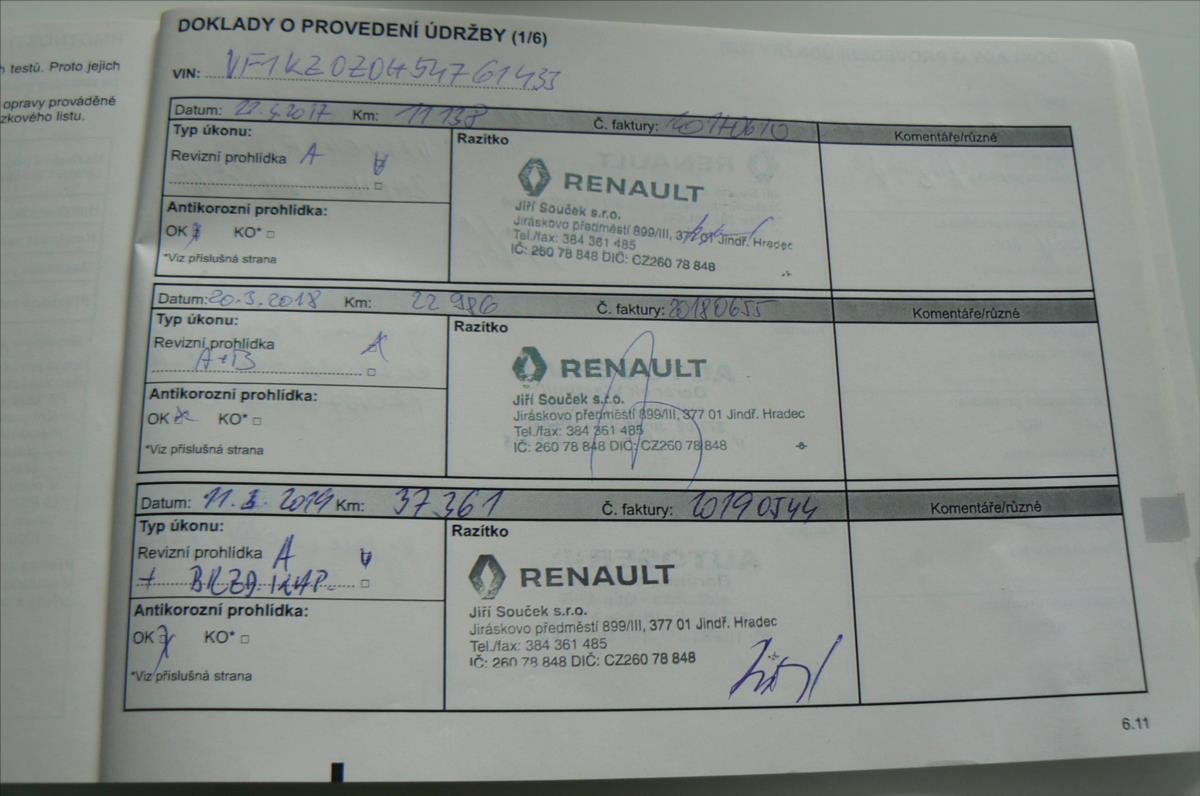 h testů. Proto jejich
opravy prováděné
zkového listu.
DOKLADY O PROVEDENÍ ÚDRŽBY (1/6)
VIN: VF1KZ0Z0454761433
Datum: Km: 11 138 Č. faktury: 20170610 Komentáře/různé
Typ úkonu: Razítko
Revizní prohlídka A
RENAULT
Jiří Souček s.r.o.
Jiráskovo předměstí 899/III, 377 01 Jindř. Hradec
Tel./fax: 384 361 485
IČ: 260 78 848 DIČ: CZ260 78 848
Antikorozní prohlídka:
OK KO* □
*Viz příslušná strana
Datum: 20.3.2018 Km: 22 986 Č. faktury: 20180655 Komentáře/různé
Typ úkonu: Razítko
Revizní prohlídka
A+B
RENAULT
Jiří Souček s.r.o.
Jiráskovo předměstí 899/III, 377 01 Jindř. Hradec
Tel./fax: 384 361 485
IČ: 260 78 848 DIČ: CZ260 78 848
Antikorozní prohlídka:
OK KO* □
*Viz příslušná strana
Datum: 11. 3. 2019 Km: 37 361 Č. faktury: 20190544 Komentáře/různé
Typ úkonu: Razítko
Revizní prohlídka A
+ BRZD. KAP.
RENAULT
Jiří Souček s.r.o.
Jiráskovo předměstí 899/III, 377 01 Jindř. Hradec
Tel./fax: 384 361 485
IČ: 260 78 848 DIČ: CZ260 78 848
Antikorozní prohlídka:
OK KO* □
*Viz příslušná strana
6.11